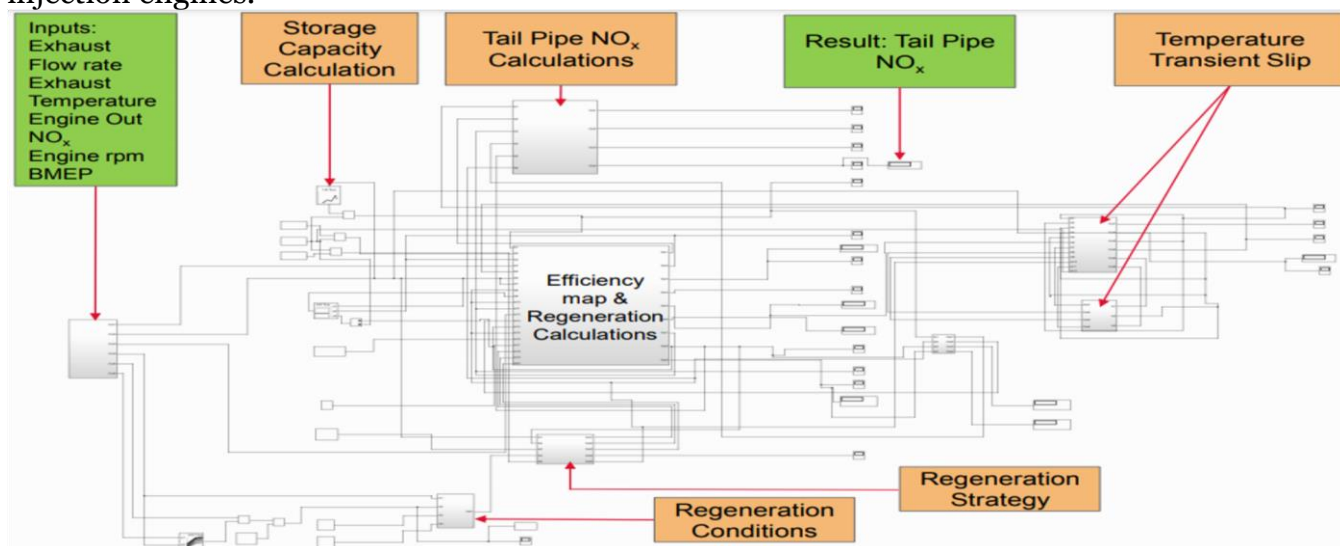 injection engines.
Inputs:
Exhaust
Flow rate
Exhaust
Temperature
Engine Out
NOx
Engine rpm
BMEP
Storage
Capacity
Calculation
Tail Pipe NOx
Calculations
Result: Tail Pipe
NOx
Temperature
Transient Slip
Efficiency
map &
Regeneration
Calculations
Regeneration
Strategy
Regeneration
Conditions